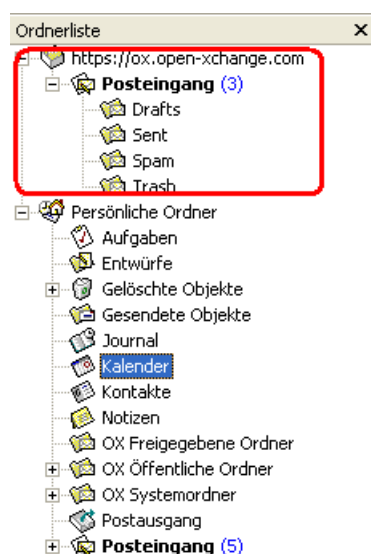 Ordnerliste
https://ox.open-xchange.com
Posteingang (3)
Drafts
Sent
Spam
Trash
Persönliche Ordner
Aufgaben
Entwürfe
Gelöschte Objekte
Gesendete Objekte
Journal
Kalender
Kontakte
Notizen
OX Freigegebene Ordner
OX Öffentliche Ordner
OX Systemordner
Postausgang
Posteingang (5)